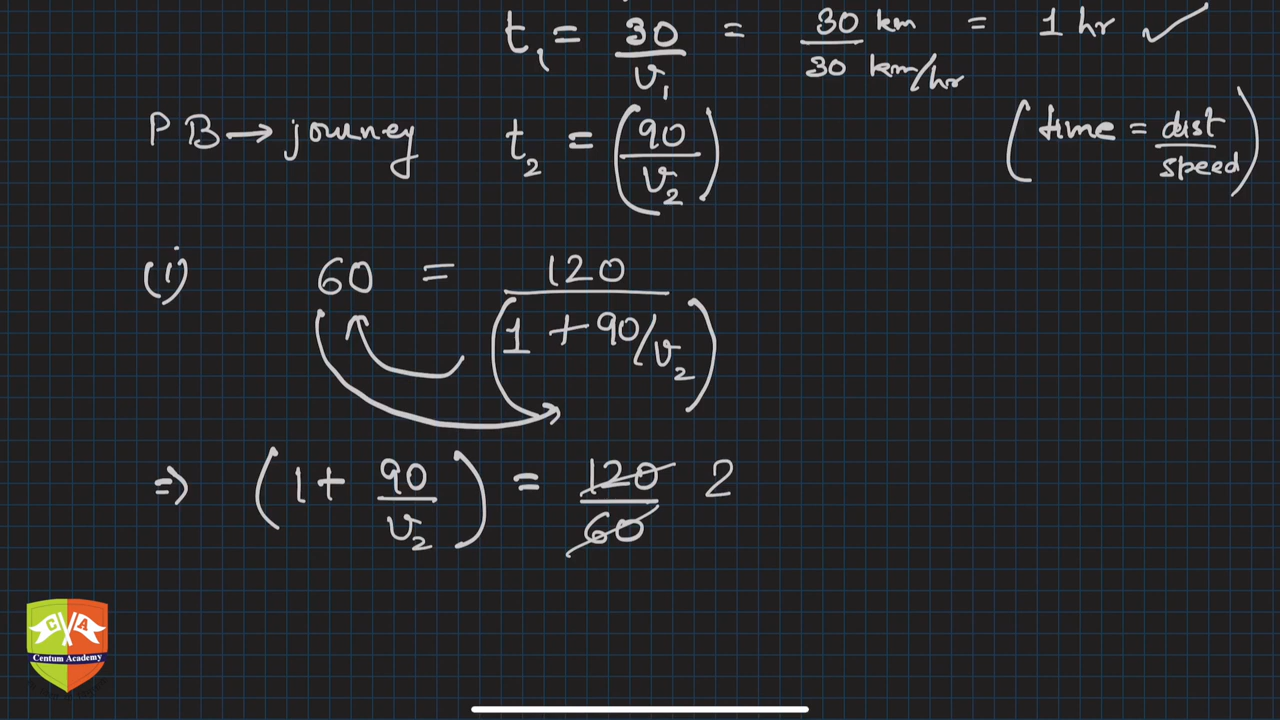 t₁ = 30/v₁ = 30 km / 30 km/hr = 1 hr ✓
P B → journey t₂ = (90/v₂) (time = dist/speed)
(i) 60 = 120 / (1 + 90/v₂)
⇒ (1 + 90/v₂) = 120/60 2
C A
Centum Academy